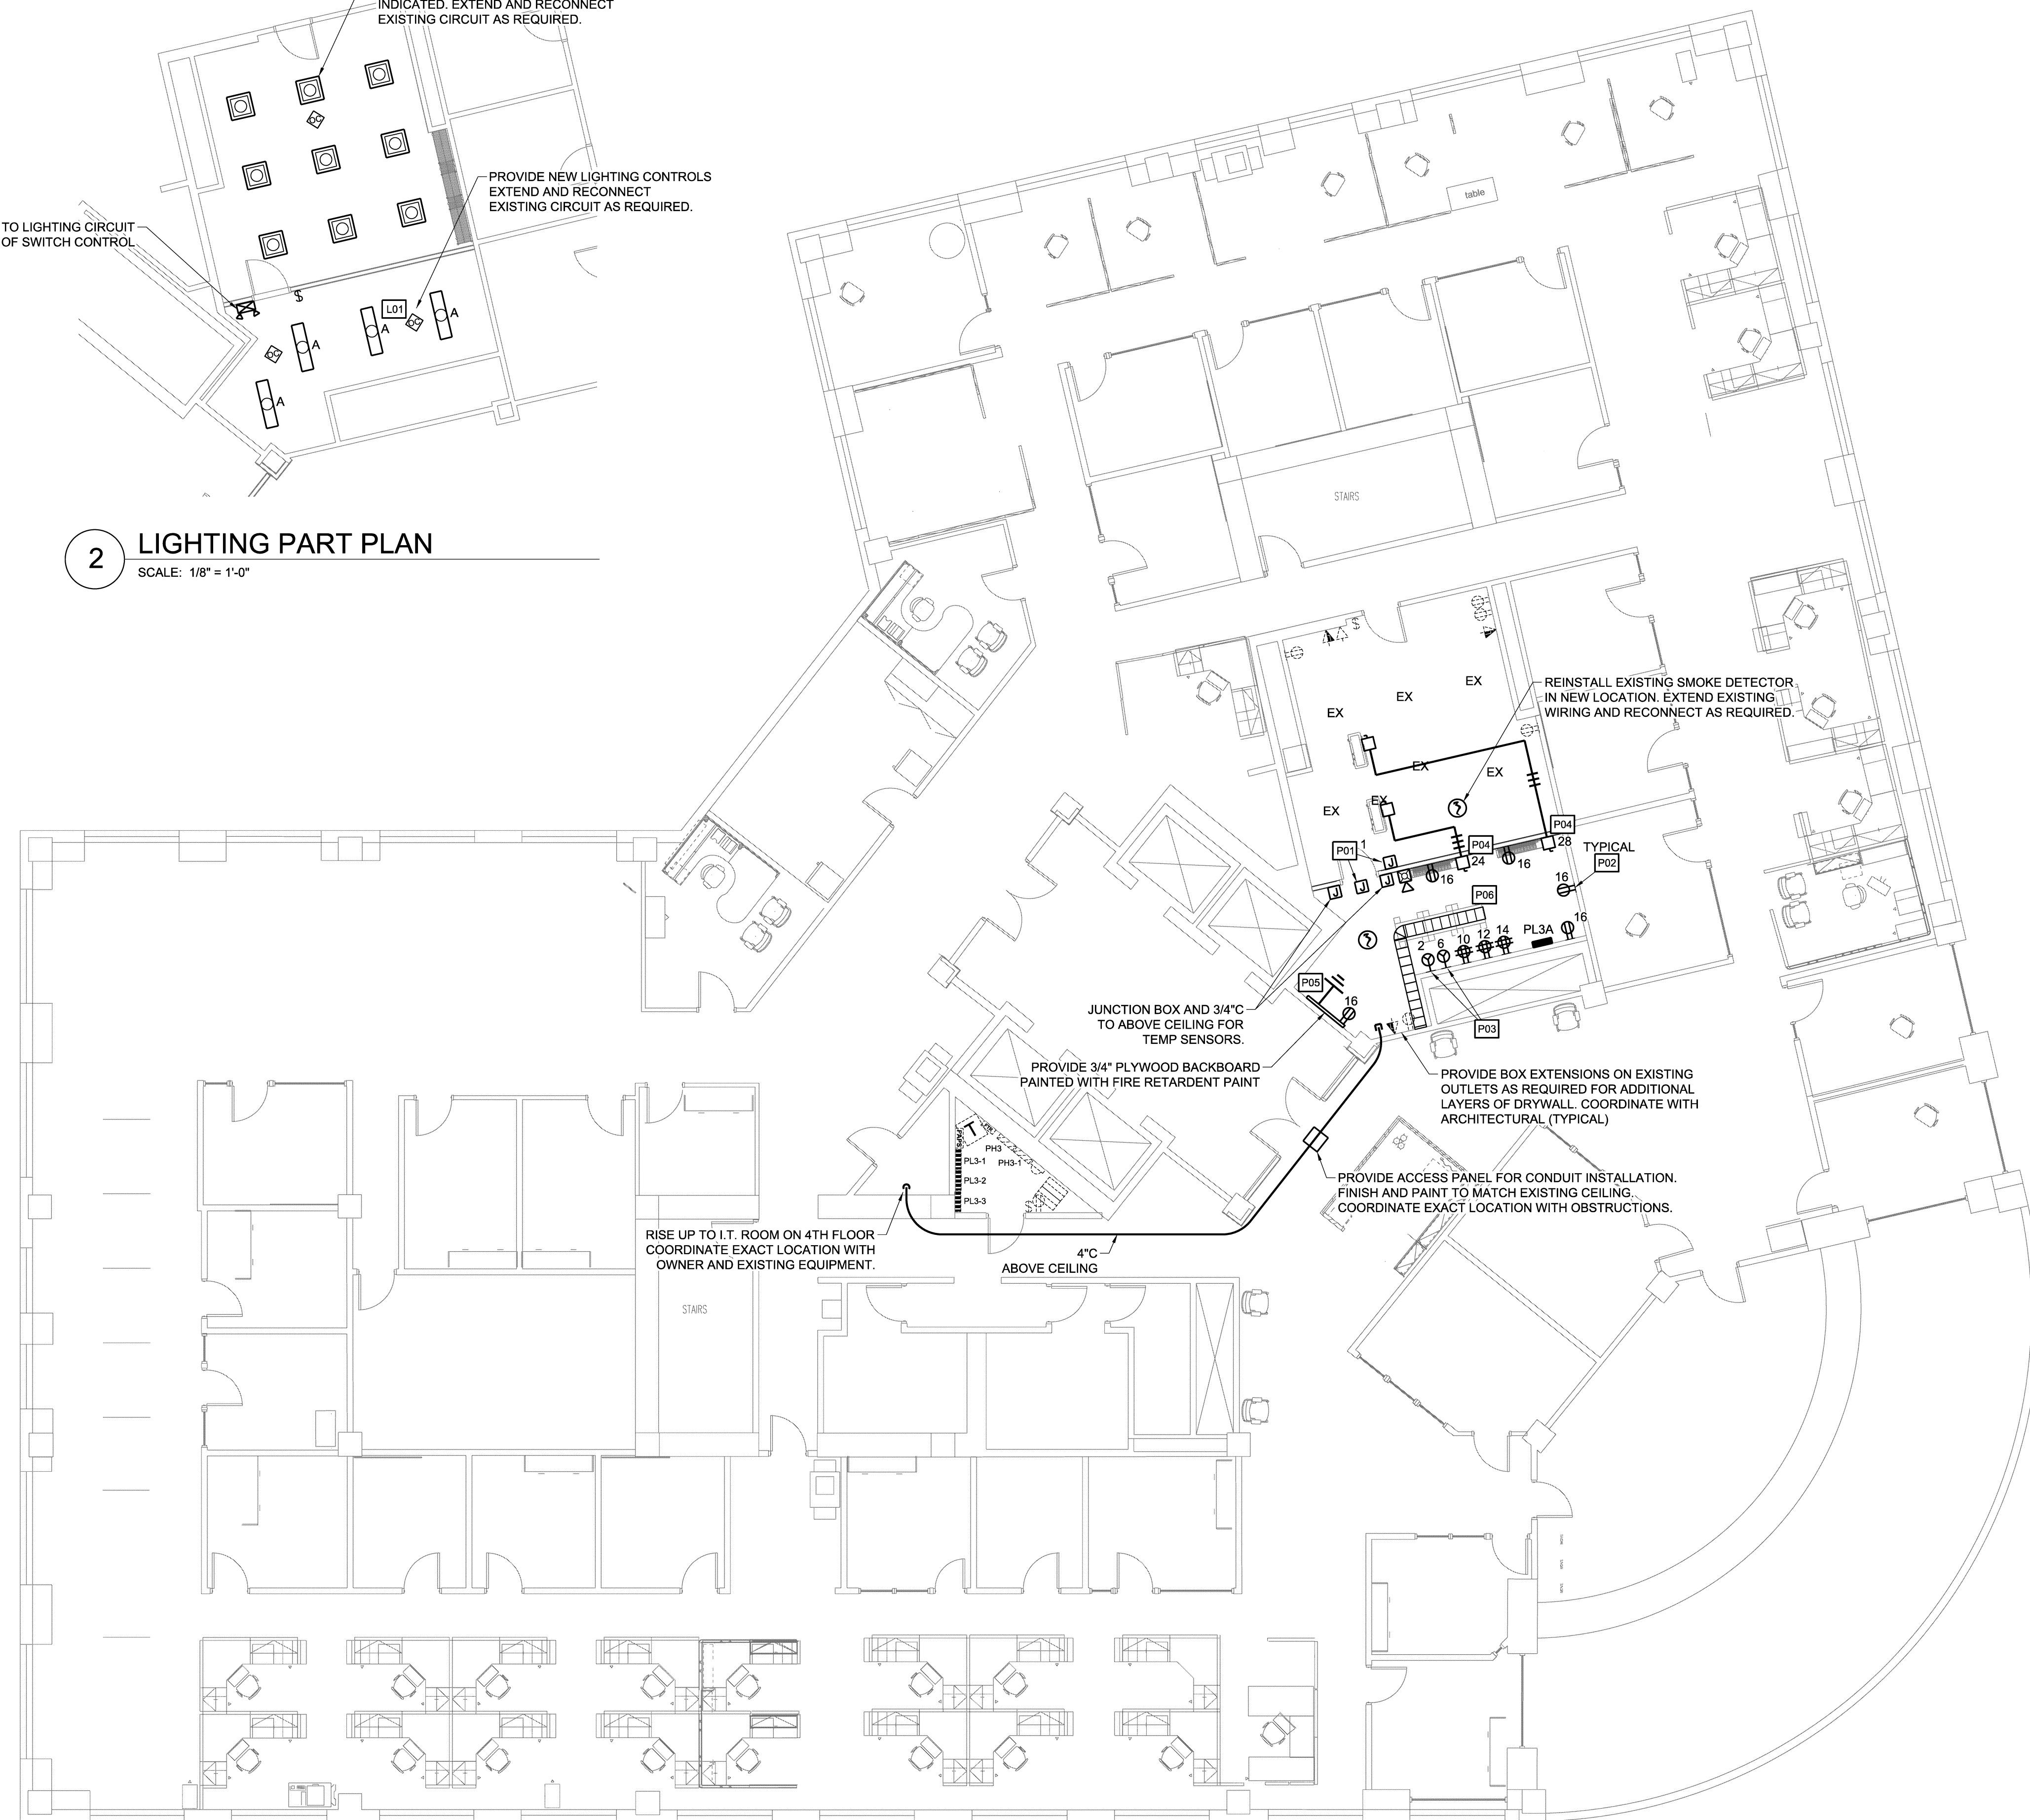 INDICATED. EXTEND AND RECONNECT
EXISTING CIRCUIT AS REQUIRED.
PROVIDE NEW LIGHTING CONTROLS
EXTEND AND RECONNECT
EXISTING CIRCUIT AS REQUIRED.
TO LIGHTING CIRCUIT
OF SWITCH CONTROL
$
L01
A
A
A
A
2
LIGHTING PART PLAN
SCALE: 1/8" = 1'-0"
table
STAIRS
EX
EX
EX
REINSTALL EXISTING SMOKE DETECTOR
IN NEW LOCATION. EXTEND EXISTING
WIRING AND RECONNECT AS REQUIRED.
EX
EX
EX
EX
P01
1
P04
24
P04
28
16
16
TYPICAL
P02
16
J
J
J
J
P06
2
6
10
12
14
PL3A
16
P05
16
P03
JUNCTION BOX AND 3/4"C
TO ABOVE CEILING FOR
TEMP SENSORS.
PROVIDE 3/4" PLYWOOD BACKBOARD
PAINTED WITH FIRE RETARDENT PAINT
PROVIDE BOX EXTENSIONS ON EXISTING
OUTLETS AS REQUIRED FOR ADDITIONAL
LAYERS OF DRYWALL. COORDINATE WITH
ARCHITECTURAL (TYPICAL)
T
PH3
PL3-1
PH3-1
PL3-2
PL3-3
PROVIDE ACCESS PANEL FOR CONDUIT INSTALLATION.
FINISH AND PAINT TO MATCH EXISTING CEILING.
COORDINATE EXACT LOCATION WITH OBSTRUCTIONS.
RISE UP TO I.T. ROOM ON 4TH FLOOR
COORDINATE EXACT LOCATION WITH
OWNER AND EXISTING EQUIPMENT.
4"C
ABOVE CEILING
STAIRS